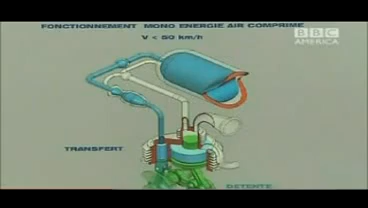 FONCTIONNEMENT MONO ENERGIE AIR COMPRIME
BBC
AMERICA
V < 50 km/h
TRANSFERT
DETENTE